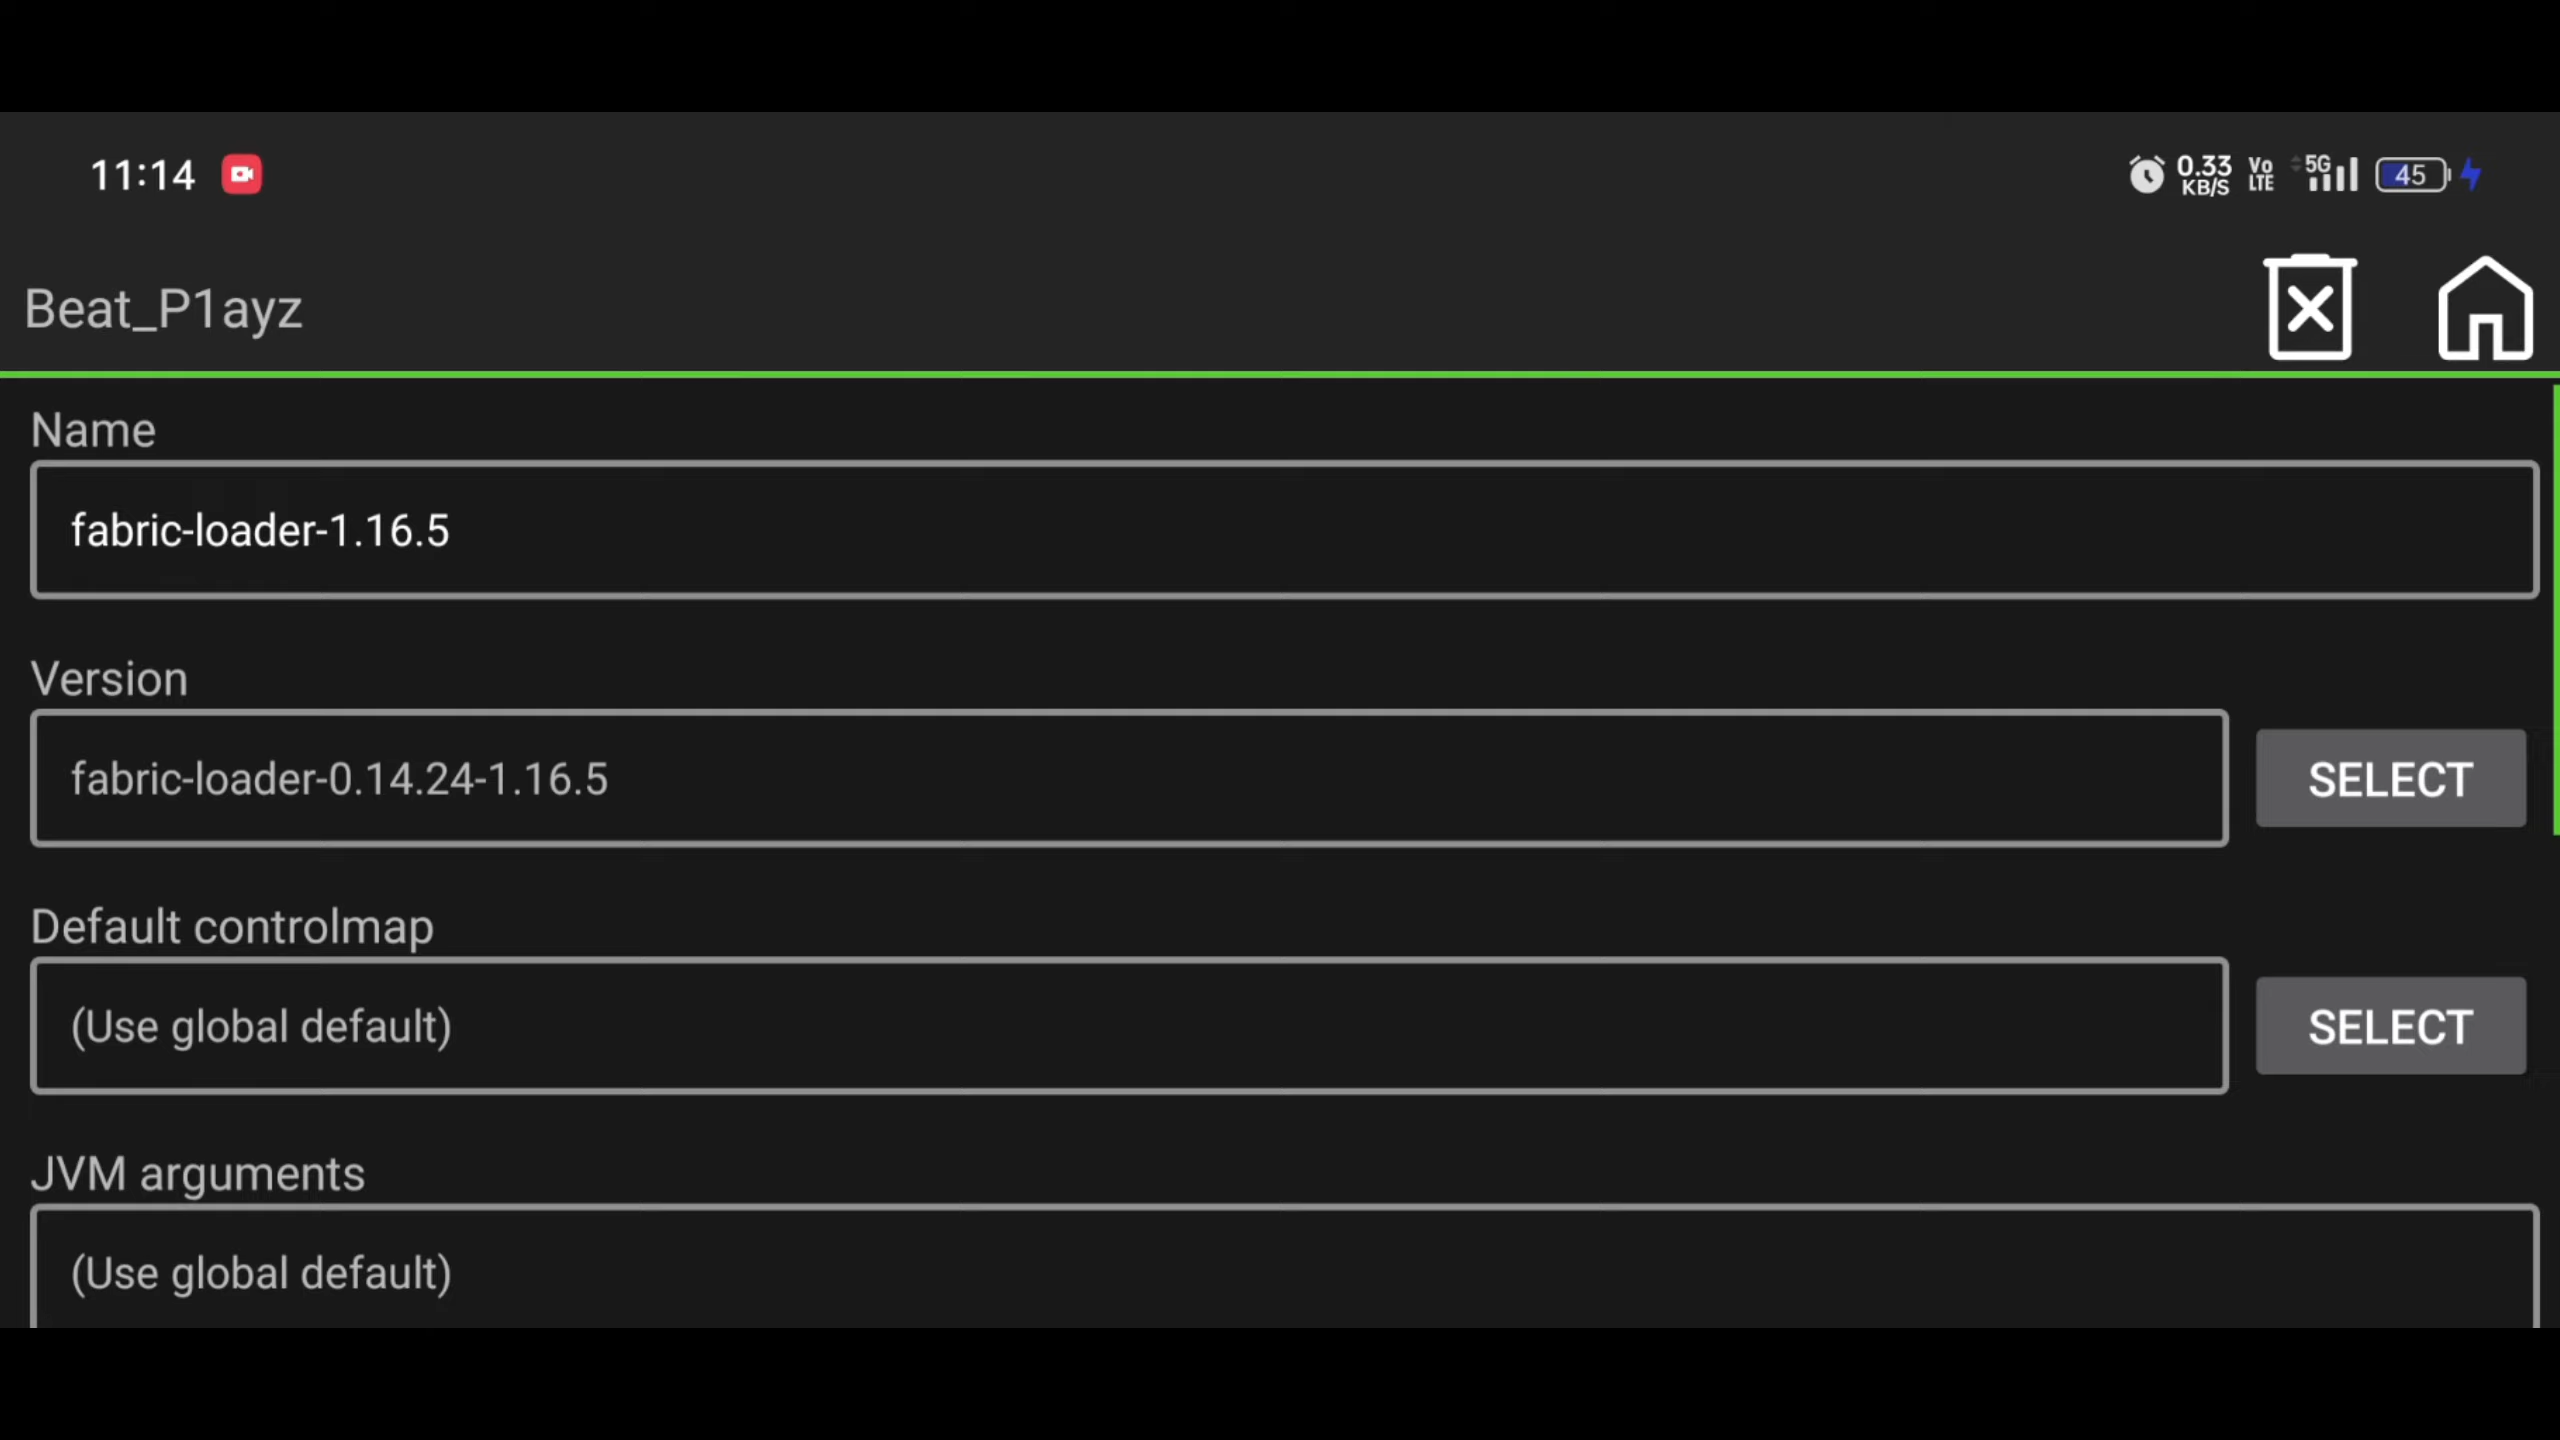 11:14
0.33
KB/S
Vo
LTE
5G
45
Beat_P1ayz
Name
fabric-loader-1.16.5
Version
fabric-loader-0.14.24-1.16.5
SELECT
Default controlmap
(Use global default)
SELECT
JVM arguments
(Use global default)